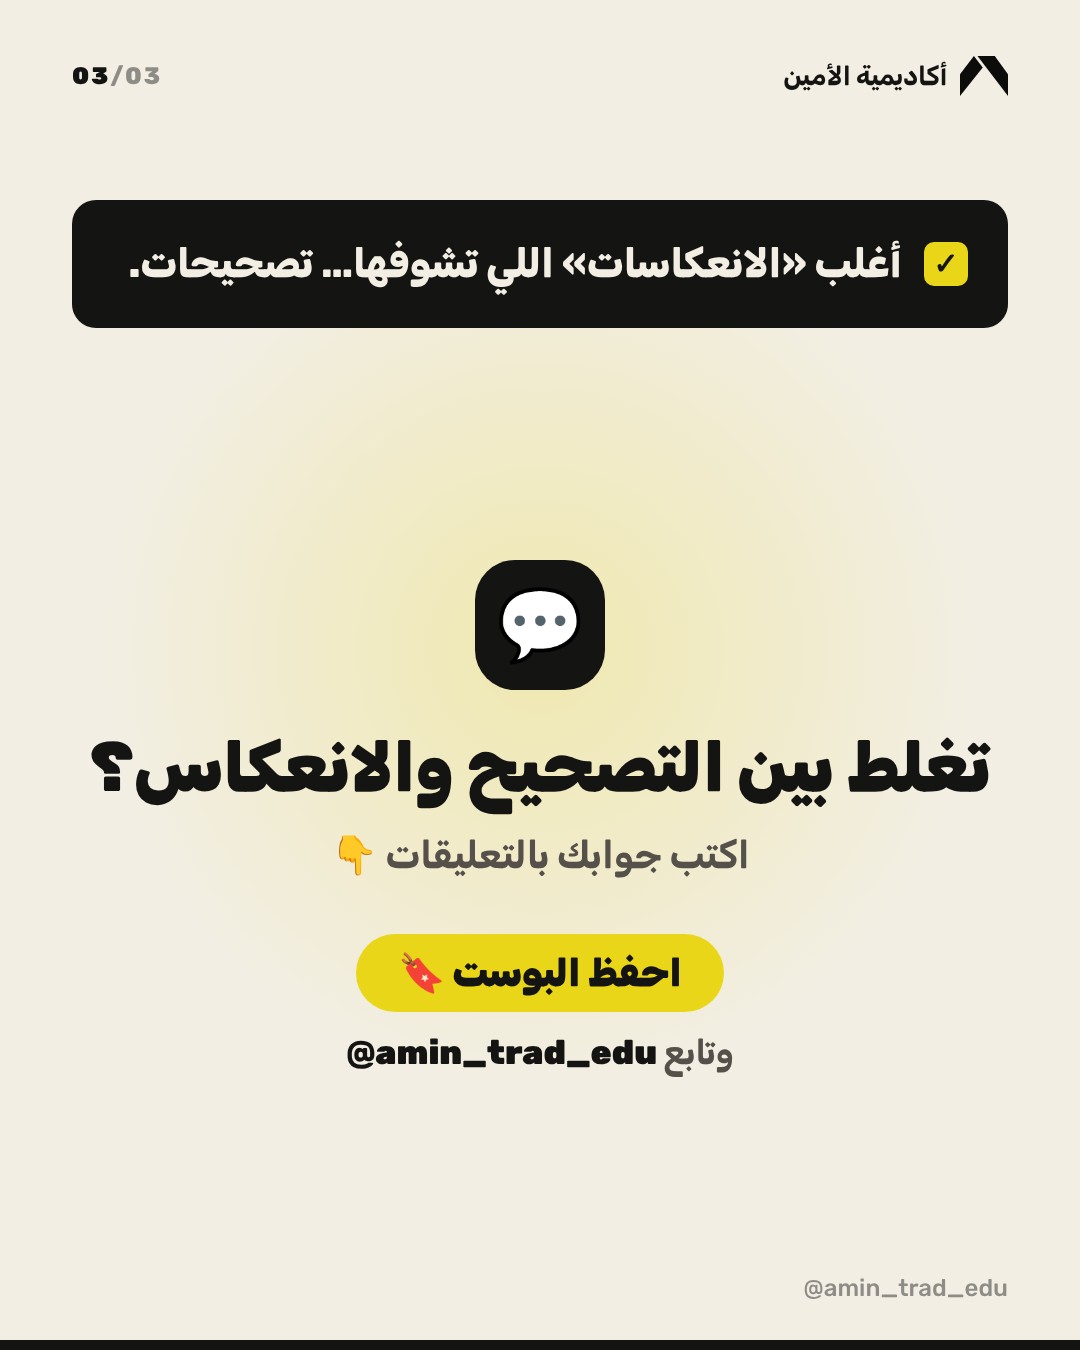 أكاديمية الأمين
03/03
✓ أغلب «الانعكاسات» اللي تشوفها... تصحيحات.
تغلط بين التصحيح والانعكاس؟
اكتب جوابك بالتعليقات 👇
احفظ البوست 🔖
وتابع @amin_trad_edu
@amin_trad_edu